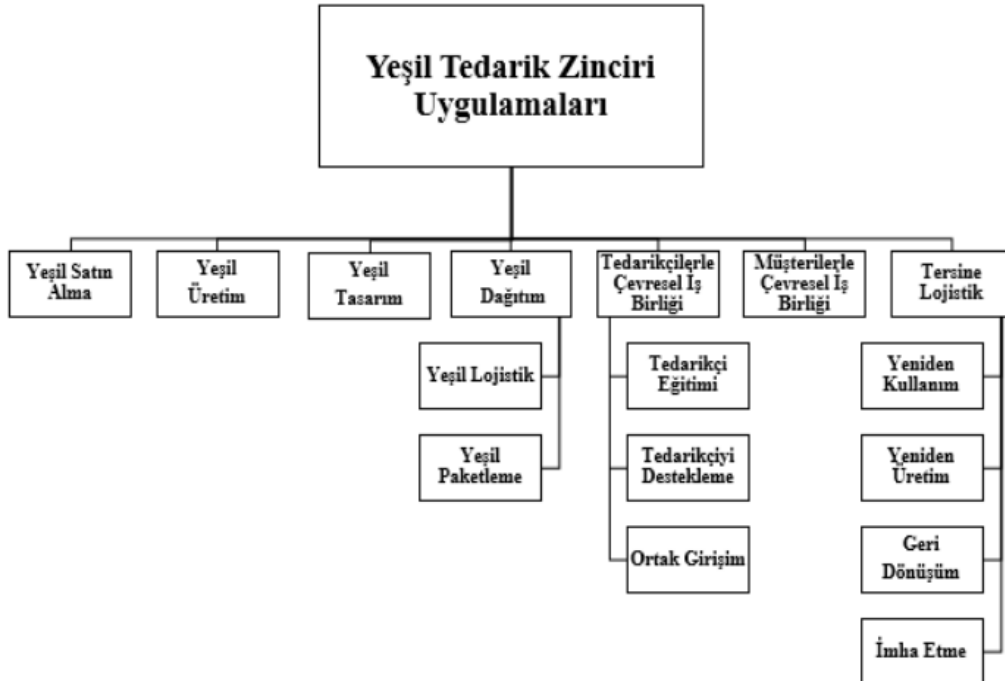 Yeşil Tedarik Zinciri
Uygulamaları
Yeşil Satın
Alma
Yeşil
Üretim
Yeşil
Tasarım
Yeşil
Dağıtım
Tedarikçilerle
Çevresel İş
Birliği
Müşterilerle
Çevresel İş
Birliği
Tersine
Lojistik
Yeşil Lojistik
Yeşil
Paketleme
Tedarikçi
Eğitimi
Tedarikçiyi
Destekleme
Ortak Girişim
Yeniden
Kullanım
Yeniden
Üretim
Geri
Dönüşüm
İmha Etme